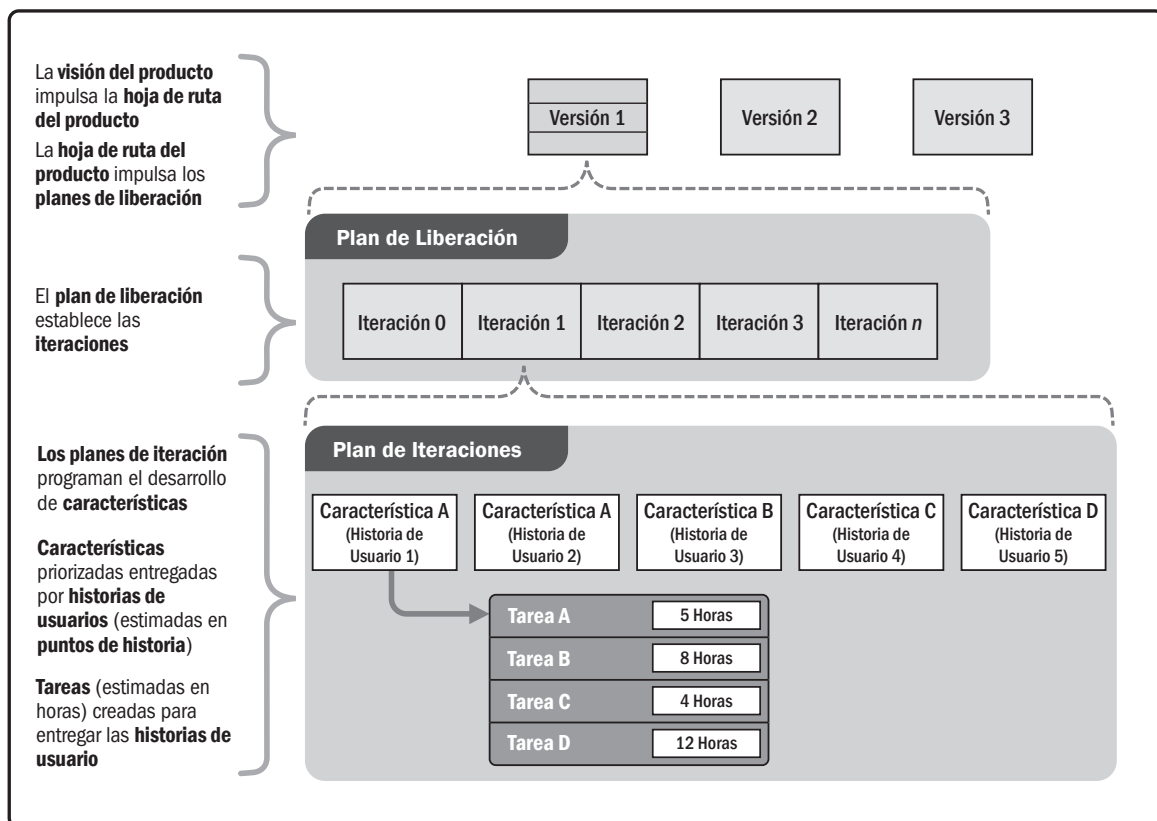 La visión del producto
impulsa la hoja de ruta
del producto
La hoja de ruta del
producto impulsa los
planes de liberación
Versión 1
Versión 2
Versión 3
Plan de Liberación
El plan de liberación
establece las
iteraciones
Iteración 0
Iteración 1
Iteración 2
Iteración 3
Iteración n
Plan de Iteraciones
Los planes de iteración
programan el desarrollo
de características
Características
priorizadas entregadas
por historias de
usuarios (estimadas en
puntos de historia)
Tareas (estimadas en
horas) creadas para
entregar las historias de
usuario
Característica A
(Historia de
Usuario 1)
Característica A
(Historia de
Usuario 2)
Característica B
(Historia de
Usuario 3)
Característica C
(Historia de
Usuario 4)
Característica D
(Historia de
Usuario 5)
Tarea A
5 Horas
Tarea B
8 Horas
Tarea C
4 Horas
Tarea D
12 Horas